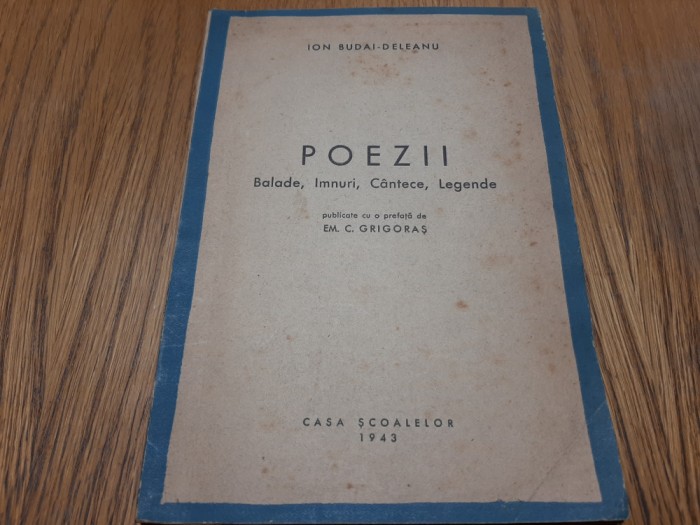 ION BUDAI-DELEANU
POEZII
Balade, Imnuri, Cântece, Legende
publicate cu o prefață de
EM. C. GRIGORAȘ
CASA ȘCOALELOR
1943